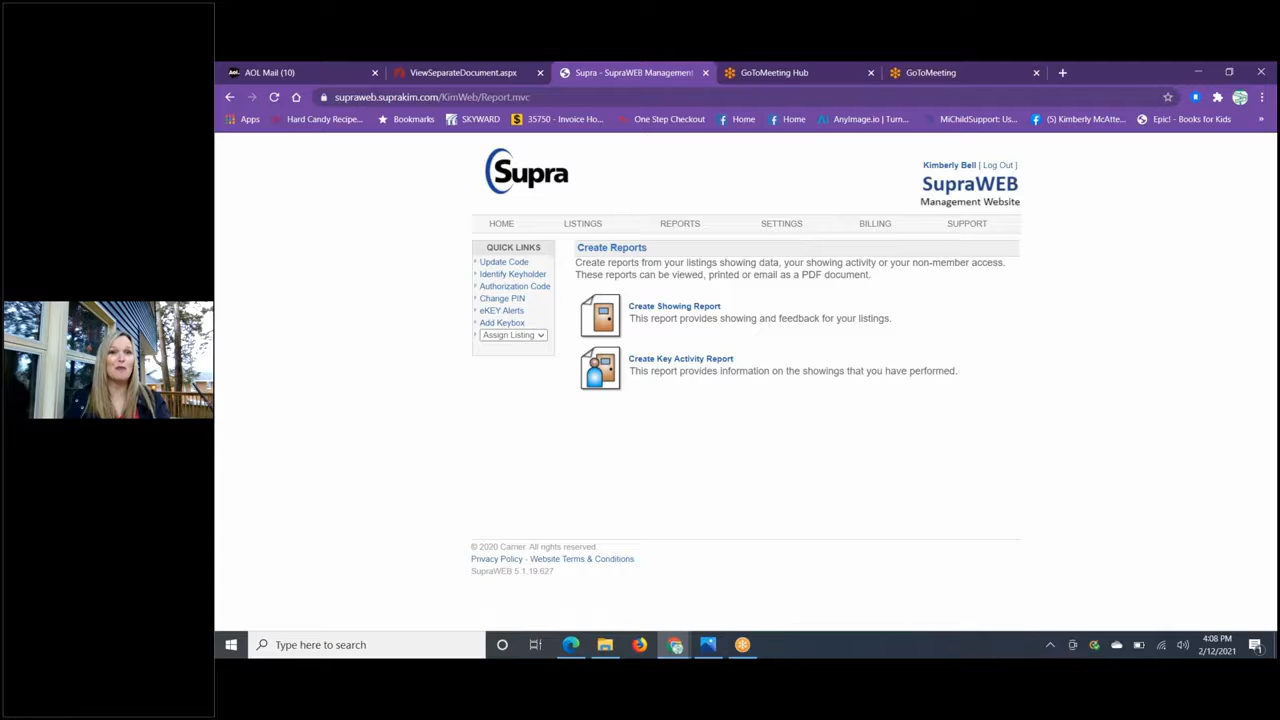 AOL Mail (10)
ViewSeparateDocument.aspx
Supra - SupraWEB Management
GoToMeeting Hub
GoToMeeting
supraweb.suprakim.com/KimWeb/Report.mvc
Apps
Hard Candy Recipe...
Bookmarks
SKYWARD
35750 - Invoice Ho...
One Step Checkout
Home
Home
AnyImage.io | Turn...
MiChildSupport: Us...
(5) Kimberly McAtte...
Epic! - Books for Kids
Supra
Kimberly Bell [ Log Out ]
SupraWEB
Management Website
HOME
LISTINGS
REPORTS
SETTINGS
BILLING
SUPPORT
QUICK LINKS
Update Code
Identify Keyholder
Authorization Code
Change PIN
eKEY Alerts
Add Keybox
Assign Listing
Create Reports
Create reports from your listings showing data, your showing activity or your non-member access.
These reports can be viewed, printed or email as a PDF document.
Create Showing Report
This report provides showing and feedback for your listings.
Create Key Activity Report
This report provides information on the showings that you have performed.
© 2020 Carrier. All rights reserved
Privacy Policy - Website Terms & Conditions
SupraWEB 5.1.19.627
Type here to search
4:08 PM
2/12/2021